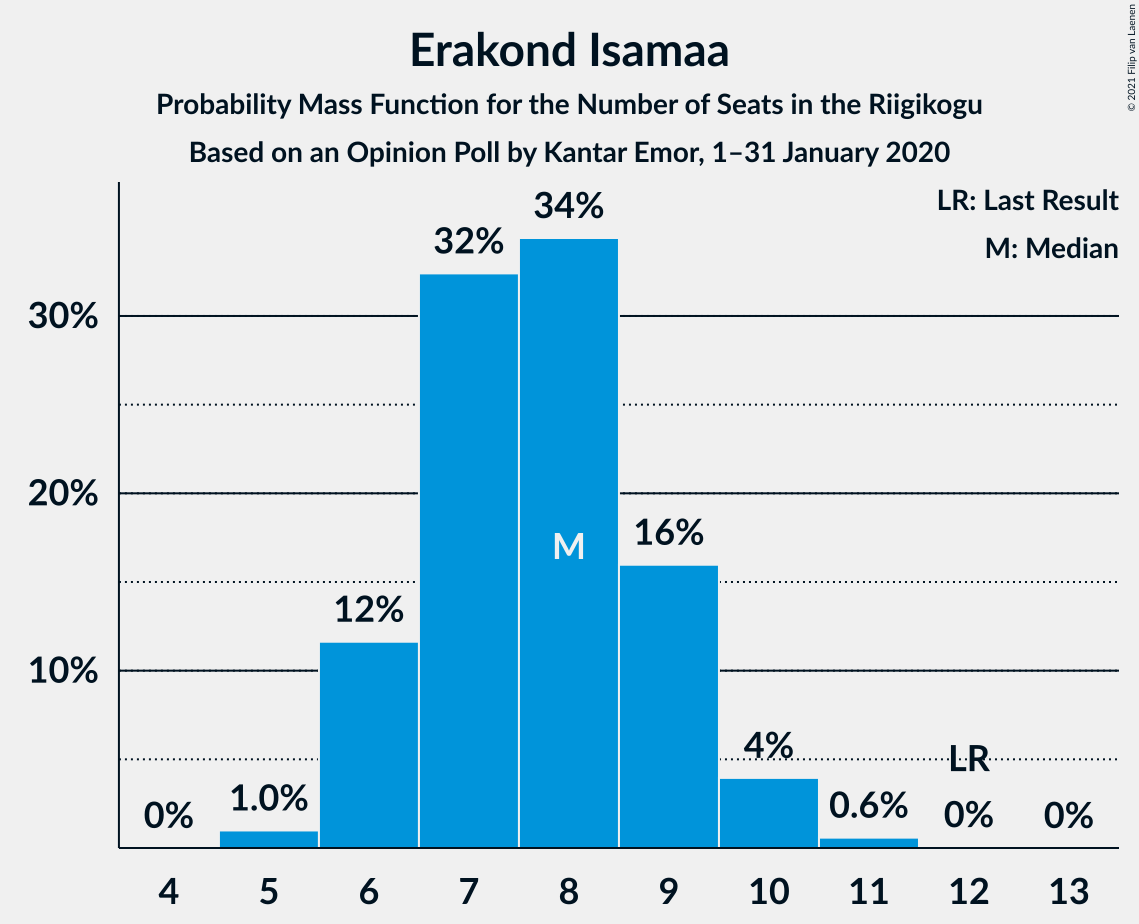 Erakond Isamaa
Probability Mass Function for the Number of Seats in the Riigikogu
Based on an Opinion Poll by Kantar Emor, 1–31 January 2020
© 2021 Filip van Laenen
LR: Last Result
M: Median
30%
20%
10%
0%
1.0%
12%
32%
34%
M
16%
4%
0.6%
LR
0%
0%
4 5 6 7 8 9 10 11 12 13